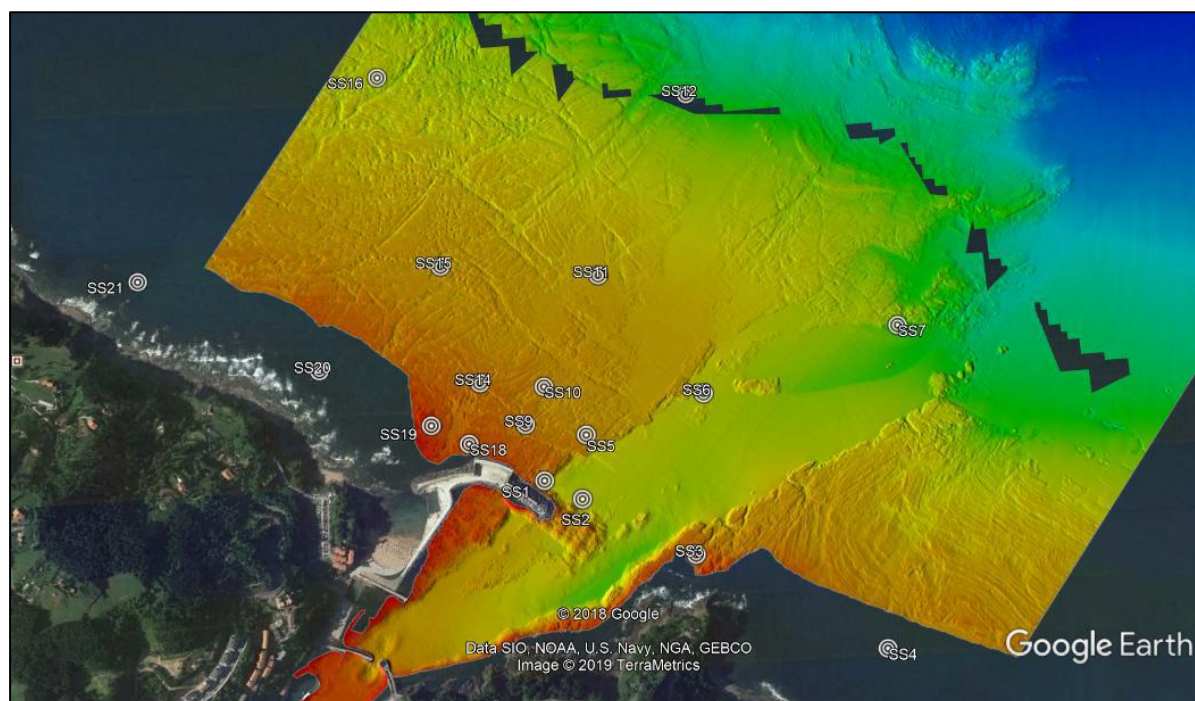 SS16
SS12
SS21
SS15
SS11
SS7
SS20
SS14
SS10
SS6
SS19
SS9
SS18
SS5
SS1
SS2
SS3
SS4
© 2018 Google
Data SIO, NOAA, U.S. Navy, NGA, GEBCO
Image © 2019 TerraMetrics
Google Earth